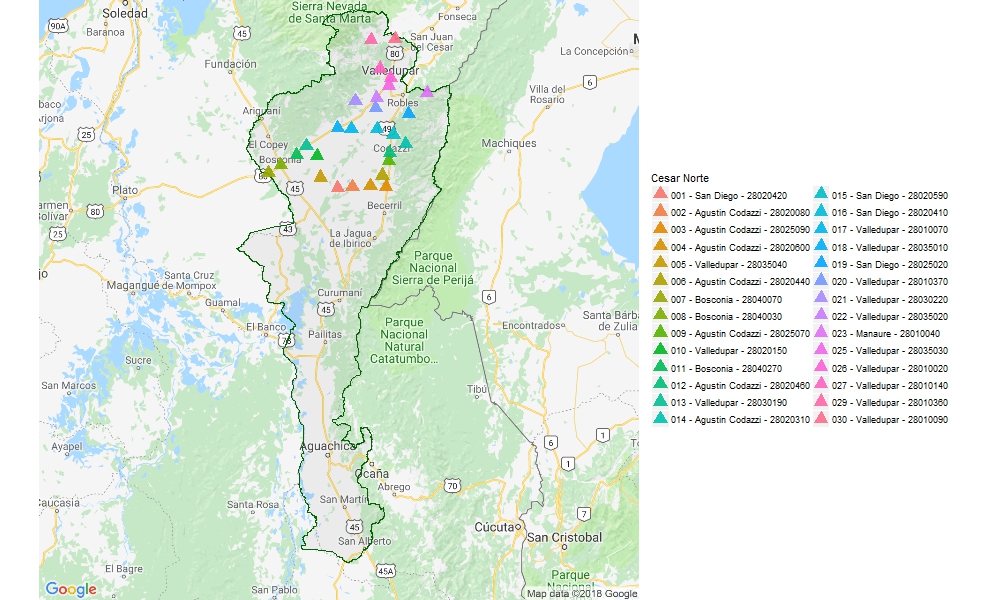 Sierra Nevada
de Santa Marta
Soledad
Fonseca
90A
Baranoa
45
San Juan
del Cesar
80
La Concepción
Fundación
Valledupar
6
Villa del
Rosario
Robles
Ariguaní
25
49
El Copey
Machiques
Codazzi
Bosconia
Plato
45
80
Becerril
Bolívar
25
43
La Jagua
de Ibirico
Parque
Nacional
Sierra de Perijá
Santa Cruz
Magangué de Mompox
Curumaní
6
Guamal
45
Santa Bárb
de Zulia
El Banco
Pailitas
Parque
Nacional
Natural
Catatumbo...
Encontrados
78
Sucre
San Marcos
Tibú
Ayapel
Aguachica
6
1
1
Ocaña
Abrego
70
Santa Rosa
San Martín
7
45
Cúcuta
San Cristobal
San Alberto
El Bagre
45A
Parque
Nacional
San Pablo
Google
Map data ©2018 Google
Cesar Norte
001 - San Diego - 28020420
002 - Agustin Codazzi - 28020080
003 - Agustin Codazzi - 28025090
004 - Agustin Codazzi - 28020600
005 - Valledupar - 28035040
006 - Agustin Codazzi - 28020440
007 - Bosconia - 28040070
008 - Bosconia - 28040030
009 - Agustin Codazzi - 28025070
010 - Valledupar - 28020150
011 - Bosconia - 28040270
012 - Agustin Codazzi - 28020460
013 - Valledupar - 28030190
014 - Agustin Codazzi - 28020310
015 - San Diego - 28020590
016 - San Diego - 28020410
017 - Valledupar - 28010070
018 - Valledupar - 28035010
019 - San Diego - 28025020
020 - Valledupar - 28010370
021 - Valledupar - 28030220
022 - Valledupar - 28035020
023 - Manaure - 28010040
025 - Valledupar - 28035030
026 - Valledupar - 28010020
027 - Valledupar - 28010140
029 - Valledupar - 28010360
030 - Valledupar - 28010090